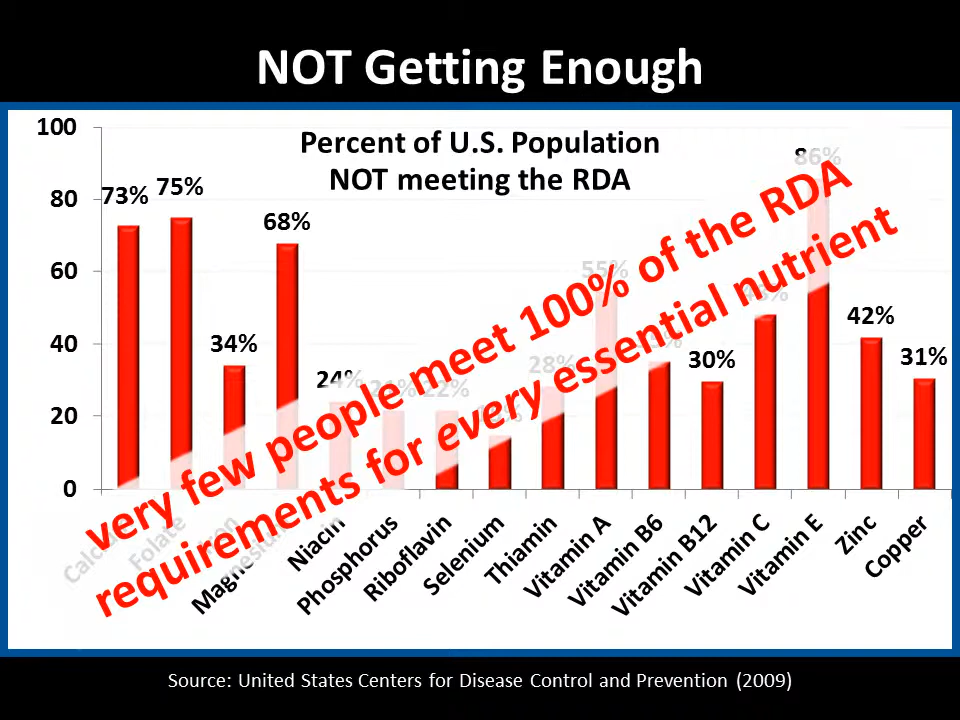 NOT Getting Enough
Percent of U.S. Population
NOT meeting the RDA
100
80
60
40
20
0
73%
75%
34%
68%
24%
21%
22%
28%
55%
30%
86%
42%
31%
very few people meet 100% of the RDA
requirements for every essential nutrient
Folate
Iron
Niacin
Phosphorus
Riboflavin
Selenium
Thiamin
Vitamin A
Vitamin B6
Vitamin B12
Vitamin C
Vitamin E
Zinc
Copper
Source: United States Centers for Disease Control and Prevention (2009)